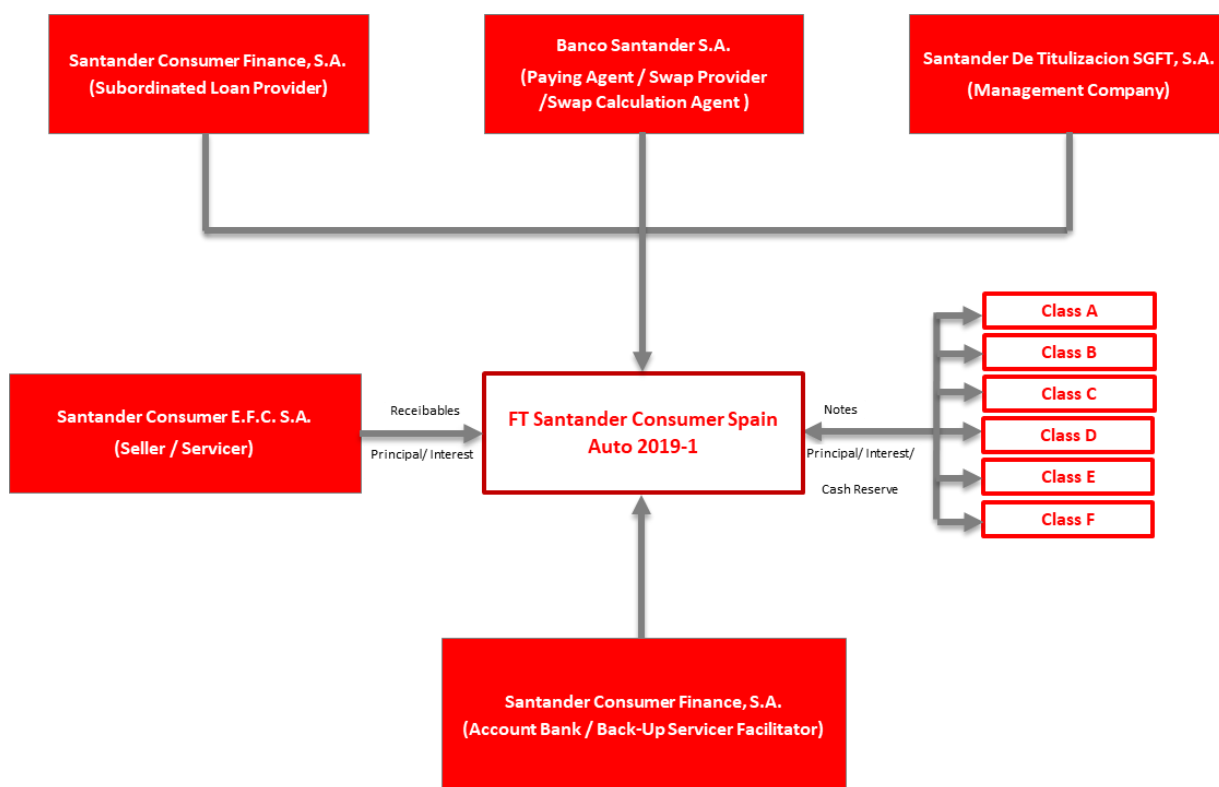 Santander Consumer Finance, S.A.
(Subordinated Loan Provider)
Banco Santander S.A.
(Paying Agent / Swap Provider
/Swap Calculation Agent )
Santander De Titulizacion SGFT, S.A.
(Management Company)
Santander Consumer E.F.C. S.A.
(Seller / Servicer)
Receibables
Principal/ Interest
FT Santander Consumer Spain
Auto 2019-1
Notes
Principal/ Interest/
Cash Reserve
Class A
Class B
Class C
Class D
Class E
Class F
Santander Consumer Finance, S.A.
(Account Bank / Back-Up Servicer Facilitator)